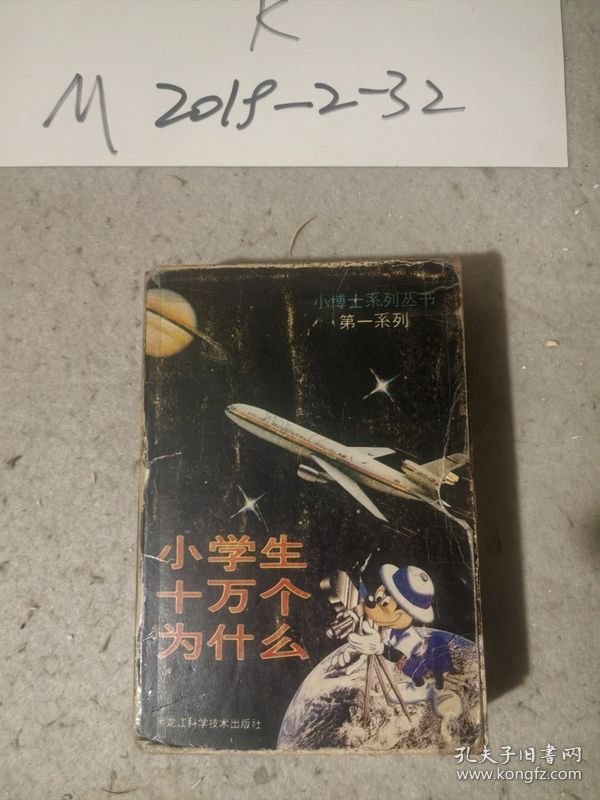 K
M 2019-2-32
小博士系列丛书
第一系列
小学生
十万个
为什么
黑龙江科学技术出版社
孔夫子旧书网
www.kongfz.com